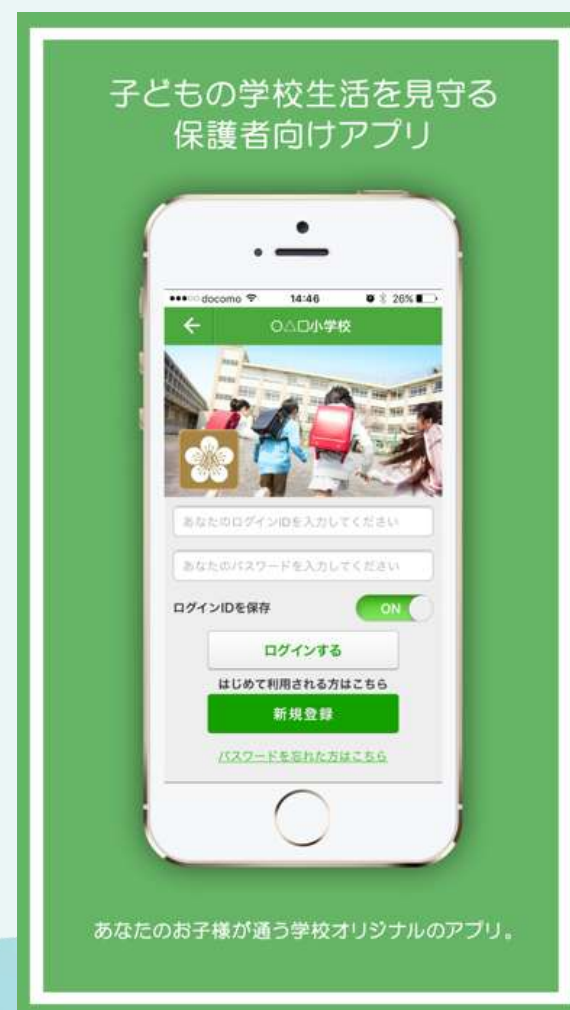 子どもの学校生活を見守る
保護者向けアプリ
docomo 14:46 26%
○△□小学校
あなたのログインIDを入力してください
あなたのパスワードを入力してください
ログインIDを保存 ON
ログインする
はじめて利用される方はこちら
新規登録
パスワードを忘れた方はこちら
あなたのお子様が通う学校オリジナルのアプリ。